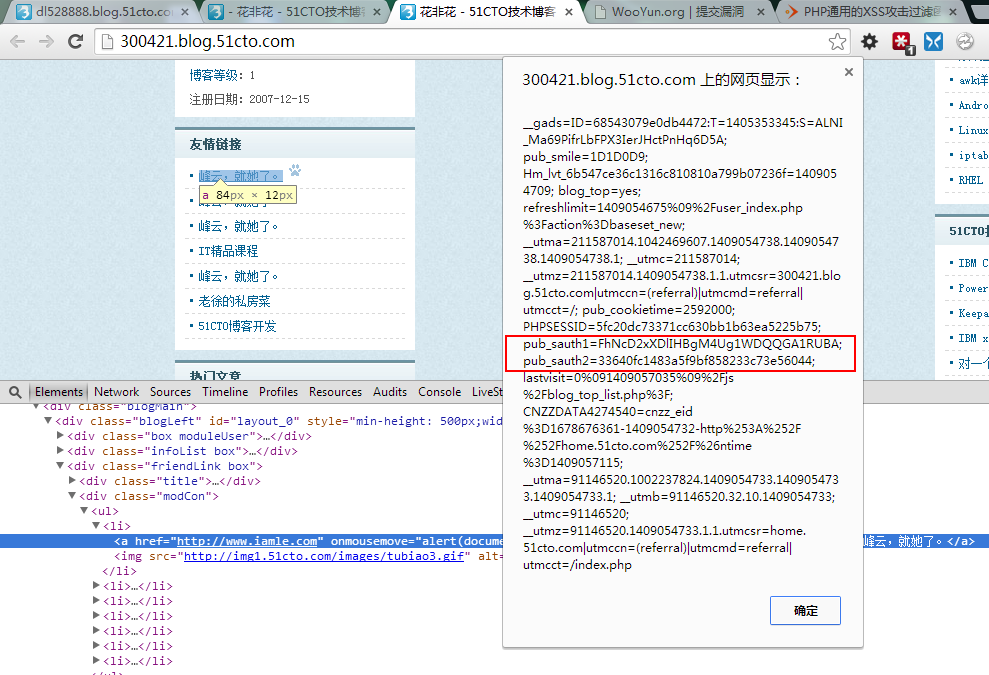 dl528888.blog.51cto.co
- 花非花 - 51CTO技术博
花非花 - 51CTO技术博客
WooYun.org | 提交漏洞
PHP通用的XSS攻击过滤
300421.blog.51cto.com
1
博客等级：1
注册日期：2007-12-15
友情链接
峰云，就她了。
a 84px × 12px
峰云，就她了。
IT精品课程
峰云，就她了。
老徐的私房菜
51CTO博客开发
热门文章
awk详
Andro
Linux
iptab
RHEL
51CTO
IBM C
Power
Keepa
IBM x
对一个
300421.blog.51cto.com 上的网页显示：
__gads=ID=68543079e0db4472:T=1405353345:S=ALNI
_Ma69PifrLbFPX3IerJHctPnHq6D5A;
pub_smile=1D1D0D9;
Hm_lvt_6b547ce36c1316c810810a799b07236f=140905
4709; blog_top=yes;
refreshlimit=1409054675%09%2Fuser_index.php
%3Faction%3Dbaseset_new;
__utma=211587014.1042469607.1409054738.14090547
38.1409054738.1; __utmc=211587014;
__utmz=211587014.1409054738.1.1.utmcsr=300421.blo
g.51cto.com|utmccn=(referral)|utmcmd=referral|
utmcct=/; pub_cookietime=2592000;
PHPSESSID=5fc20dc73371cc630bb1b63ea5225b75;
pub_sauth1=FhNcD2xXDlIHBgM4Ug1WDQQGA1RUBA;
pub_sauth2=33640fc1483a5f9bf858233c73e56044;
lastvisit=0%091409057035%09%2Fjs
%2Fblog_top_list.php%3F;
CNZZDATA4274540=cnzz_eid
%3D1678676361-1409054732-http%253A%252F
%252Fhome.51cto.com%252F%26ntime
%3D1409057115;
__utma=91146520.1002237824.1409054733.140905473
3.1409054733.1; __utmb=91146520.32.10.1409054733;
__utmc=91146520;
__utmz=91146520.1409054733.1.1.utmcsr=home.
51cto.com|utmccn=(referral)|utmcmd=referral|
utmcct=/index.php
确定
Elements Network Sources Timeline Profiles Resources Audits Console LiveSt
<div class="blogMain">
<div class="blogLeft" id="layout_0" style="min-height: 500px;wid
<div class="box moduleUser">…</div>
<div class="infoList box">…</div>
<div class="friendLink box">
<div class="title">…</div>
<div class="modCon">
<ul>
<li>
<a href="http://www.iamle.com" onmousemove="alert(docume 峰云，就她了。</a>
<img src="http://img1.51cto.com/images/tubiao3.gif" alt=
</li>
<li>…</li>
<li>…</li>
<li>…</li>
<li>…</li>
<li>…</li>
<li>…</li>